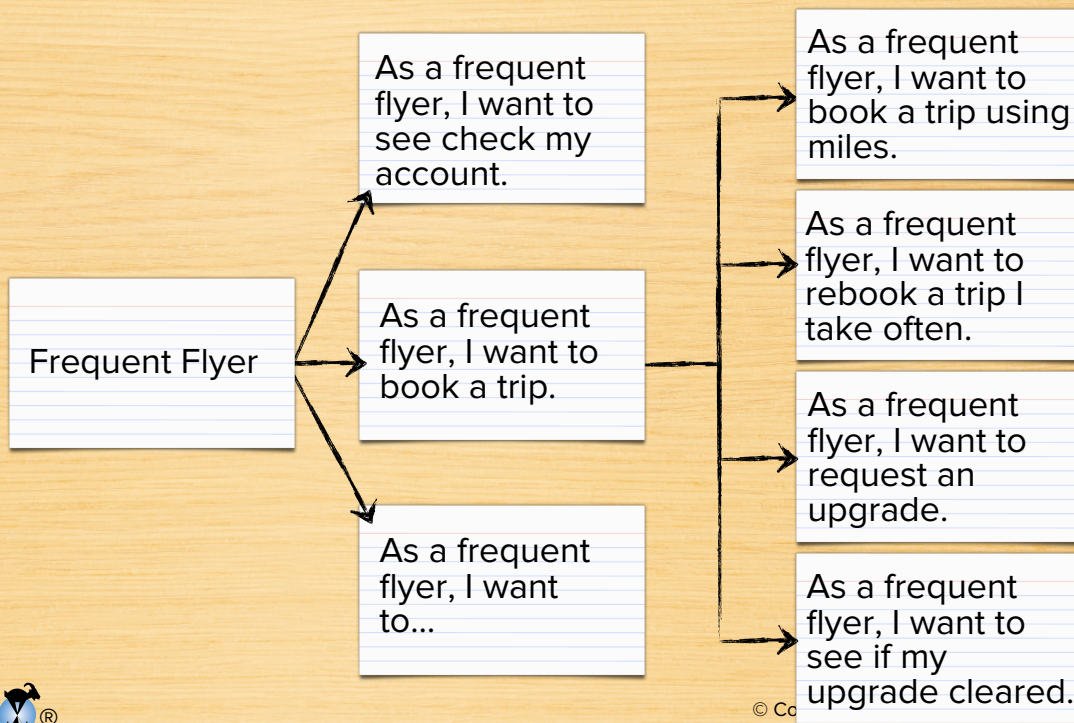 Frequent Flyer
As a frequent
flyer, I want to
see check my
account.
As a frequent
flyer, I want to
book a trip.
As a frequent
flyer, I want
to...
As a frequent
flyer, I want to
book a trip using
miles.
As a frequent
flyer, I want to
rebook a trip I
take often.
As a frequent
flyer, I want to
request an
upgrade.
As a frequent
flyer, I want to
see if my
upgrade cleared.
®
©